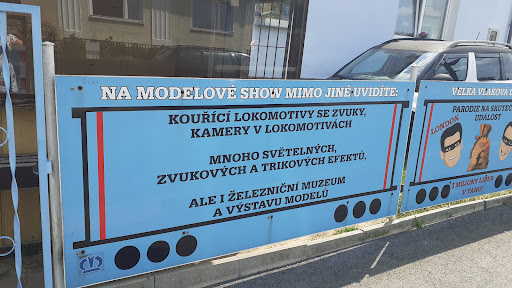 NA MODELOVÉ SHOW MIMO JINÉ UVIDÍTE:
KOUŘÍCÍ LOKOMOTIVY SE ZVUKY,
KAMERY V LOKOMOTIVÁCH
MNOHO SVĚTELNÝCH,
ZVUKOVÝCH A TRIKOVÝCH EFEKTŮ,
ALE I ŽELEZNIČNÍ MUZEUM
A VÝSTAVU MODELŮ
VELKÁ VLAKOVÁ
PARODIE NA SKUTEČ
UDÁLOST
LONDON
LIBER